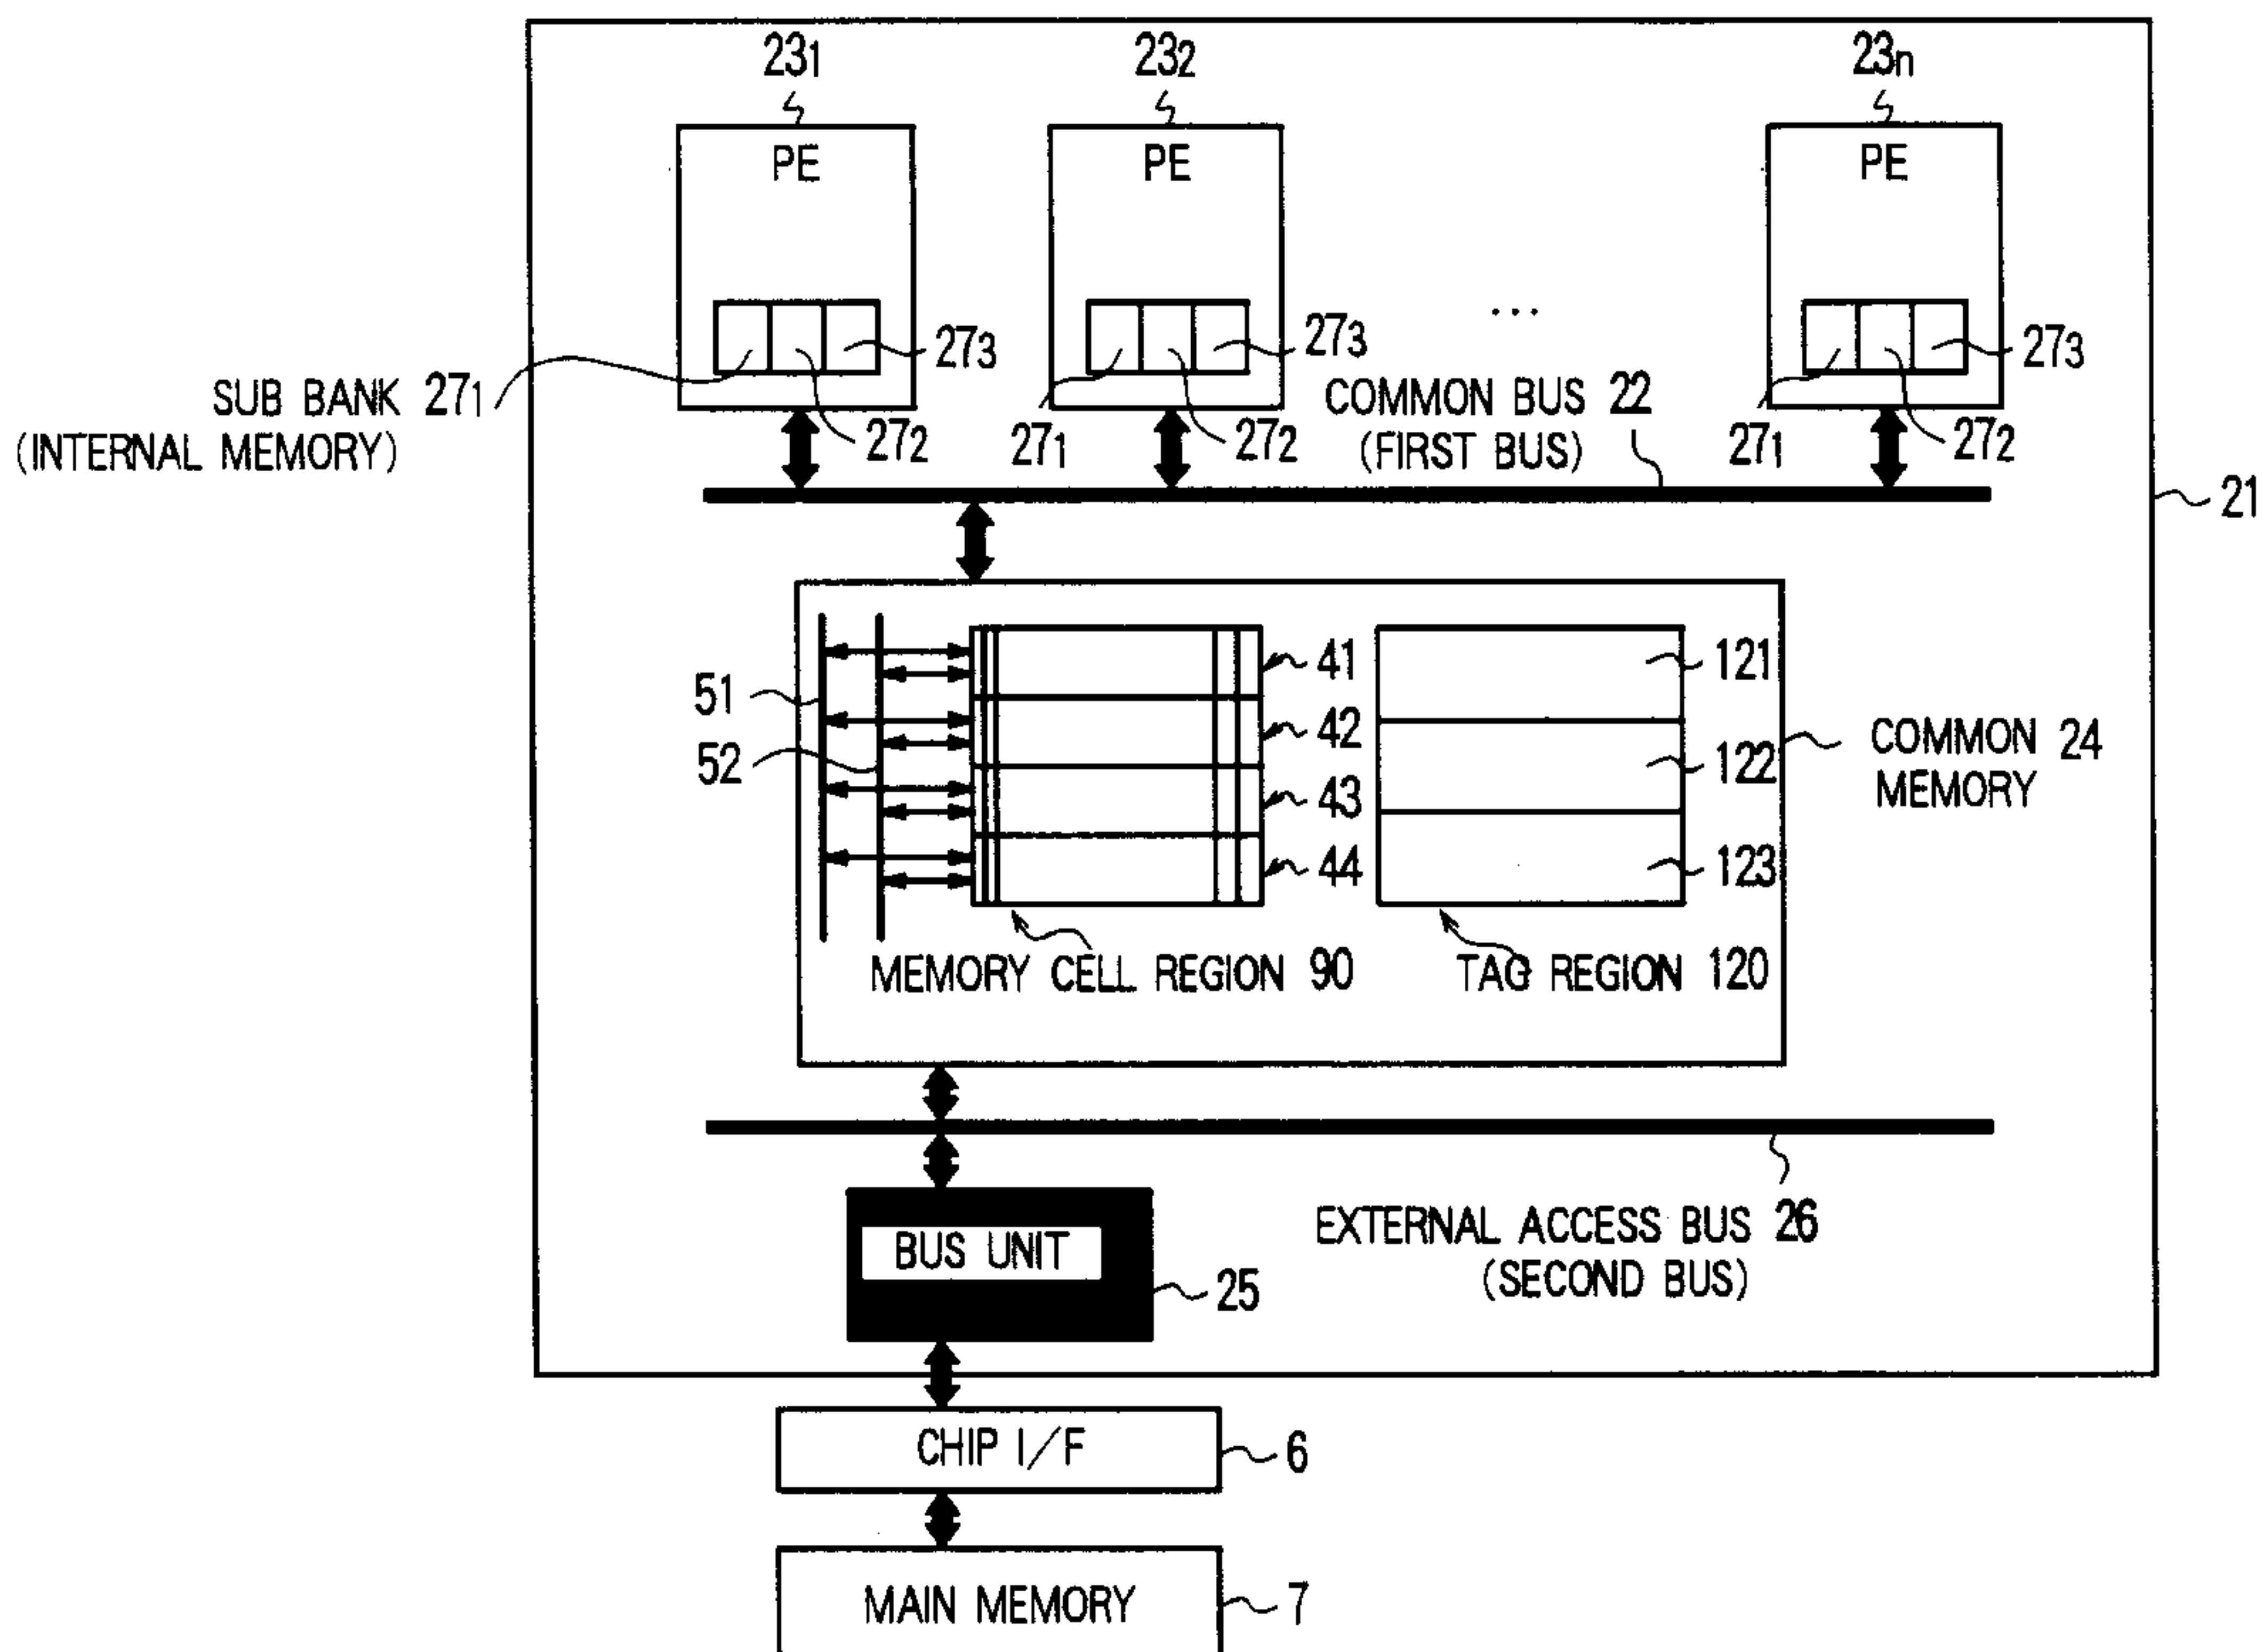 23₁ 23₂ 23n
PE PE PE
...
27₃ 27₃ 27₃
SUB BANK 27₁
(INTERNAL MEMORY)
27₂ 27₁ 27₂ 27₁ 27₂
COMMON BUS 22
(FIRST BUS)
21
51
52
41
42
43
44
121
122
123
COMMON 24
MEMORY
MEMORY CELL REGION 90
TAG REGION 120
BUS UNIT
25
EXTERNAL ACCESS BUS 26
(SECOND BUS)
CHIP I/F
6
MAIN MEMORY
7